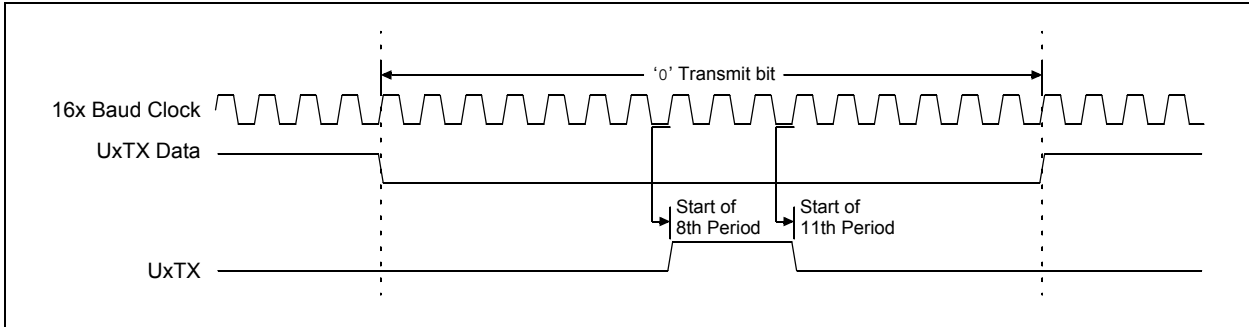 ‘0’ Transmit bit
16x Baud Clock
UxTX Data
Start of
8th Period
Start of
11th Period
UxTX